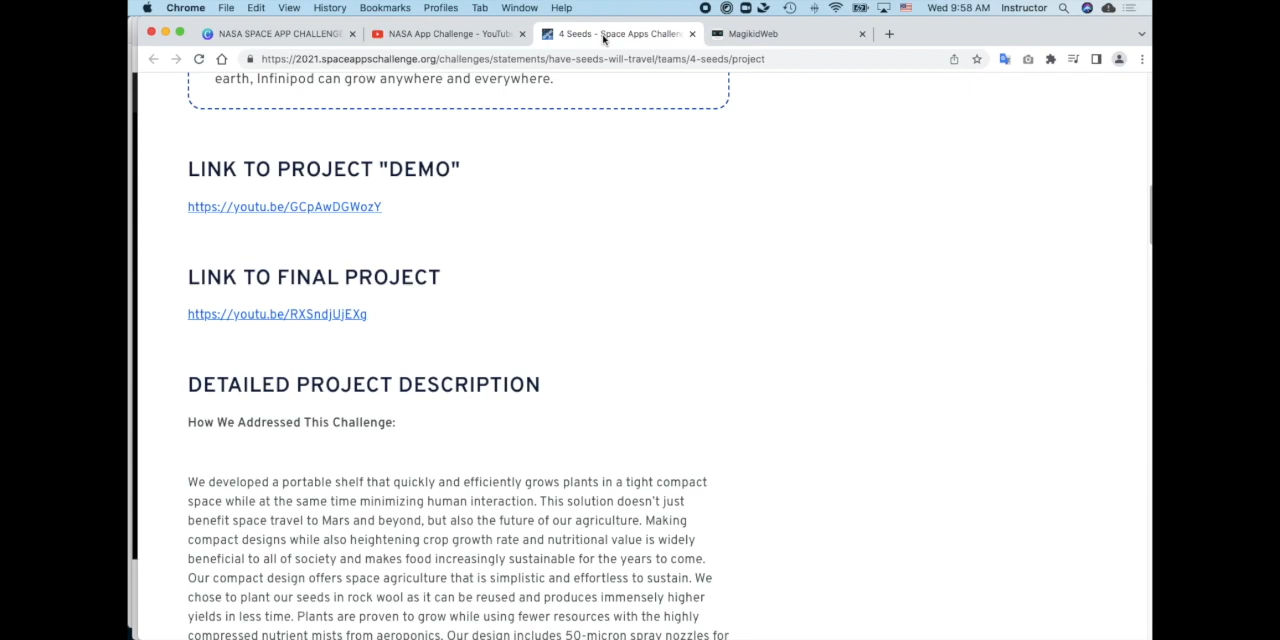 Chrome File Edit View History Bookmarks Profiles Tab Window Help Wed 9:58 AM Instructor
NASA SPACE APP CHALLENGE NASA App Challenge - YouTub 4 Seeds - Space Apps Challen MagikidWeb
https://2021.spaceappschallenge.org/challenges/statements/have-seeds-will-travel/teams/4-seeds/project
earth, Infinipod can grow anywhere and everywhere.
LINK TO PROJECT "DEMO"
https://youtu.be/GCpAwDGWozY
LINK TO FINAL PROJECT
https://youtu.be/RXSndjUjEXg
DETAILED PROJECT DESCRIPTION
How We Addressed This Challenge:
We developed a portable shelf that quickly and efficiently grows plants in a tight compact
space while at the same time minimizing human interaction. This solution doesn't just
benefit space travel to Mars and beyond, but also the future of our agriculture. Making
compact designs while also heightening crop growth rate and nutritional value is widely
beneficial to all of society and makes food increasingly sustainable for the years to come.
Our compact design offers space agriculture that is simplistic and effortless to sustain. We
chose to plant our seeds in rock wool as it can be reused and produces immensely higher
yields in less time. Plants are proven to grow while using fewer resources with the highly
compressed nutrient mists from aeroponics. Our design includes 50-micron spray nozzles for